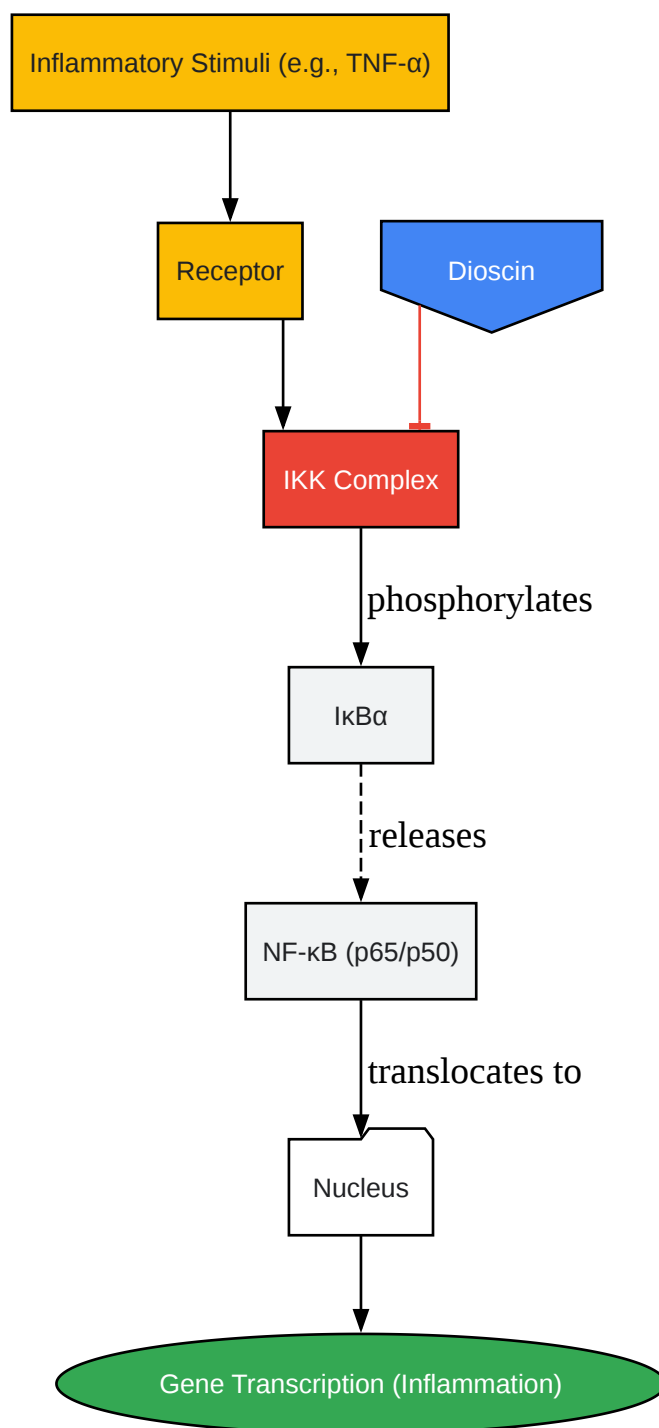 Inflammatory Stimuli (e.g., TNF-α)
Receptor
Dioscin
IKK Complex
phosphorylates
IκBα
releases
NF-κB (p65/p50)
translocates to
Nucleus
Gene Transcription (Inflammation)